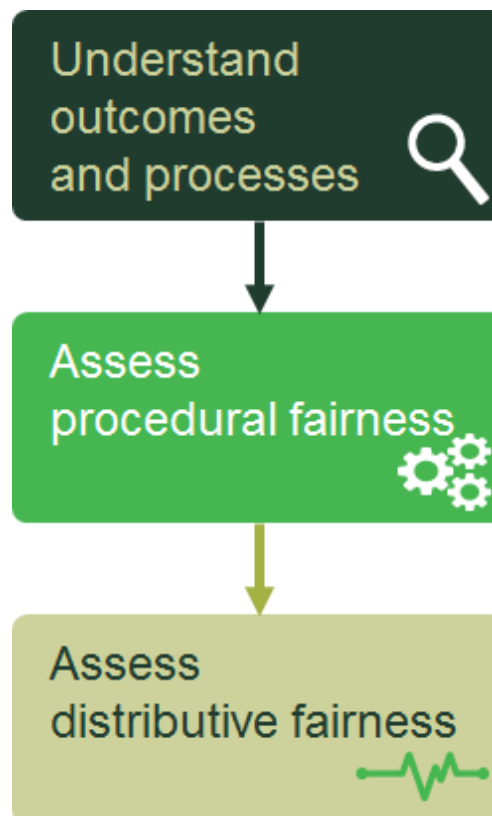 Understand
outcomes
and processes
Assess
procedural fairness
Assess
distributive fairness